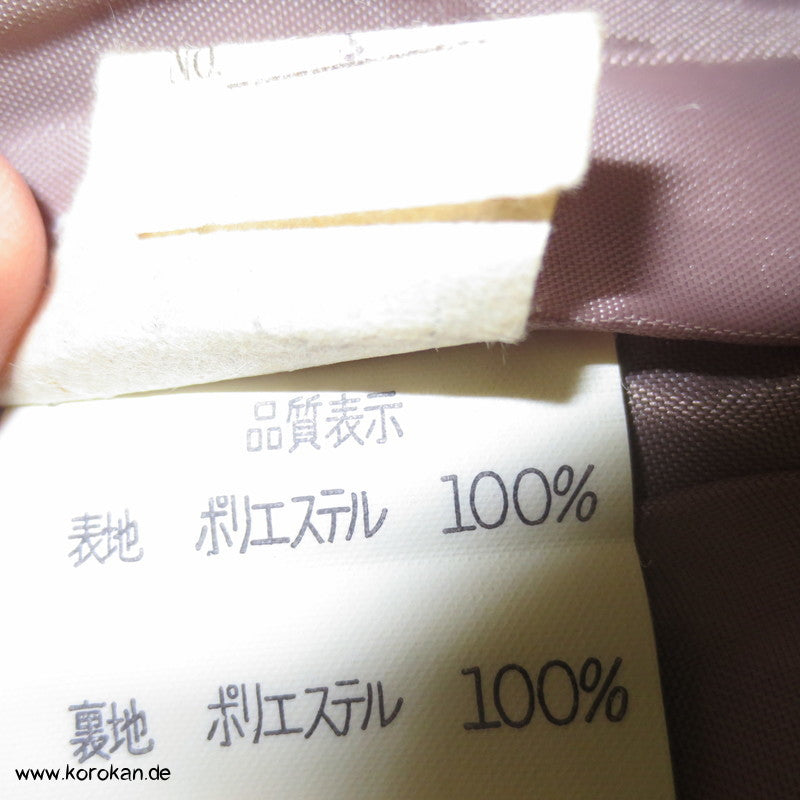 NO.
品質表示
表地 ポリエステル 100%
裏地 ポリエステル 100%
www.korokan.de